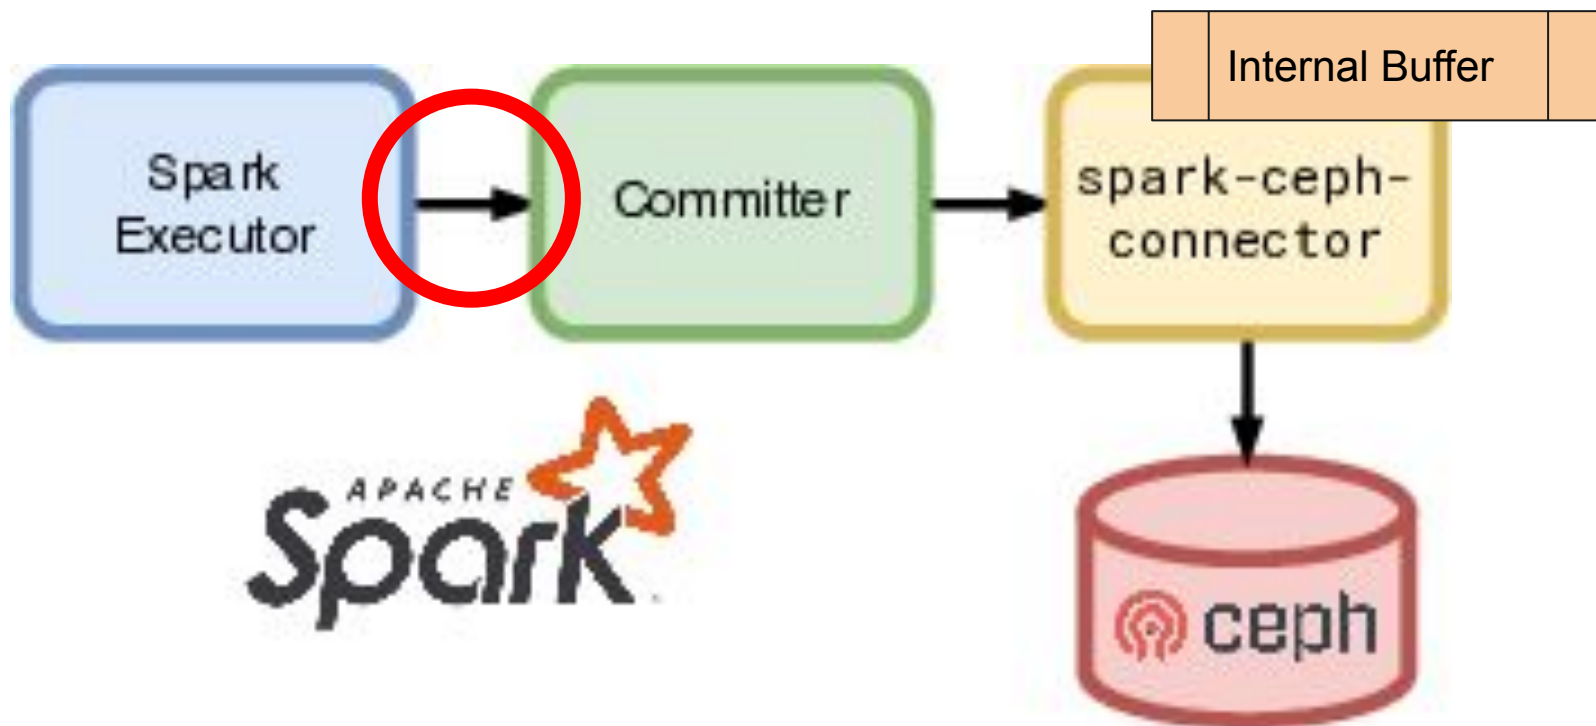 Internal Buffer
Spark
Executor
Committer
spark-ceph-
connector
APACHE
Spark
ceph